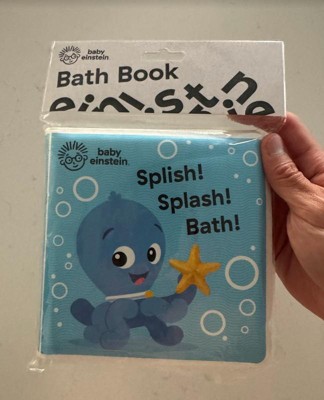 baby
einstein
Bath Book
baby
einstein.
Splish!
Splash!
Bath!